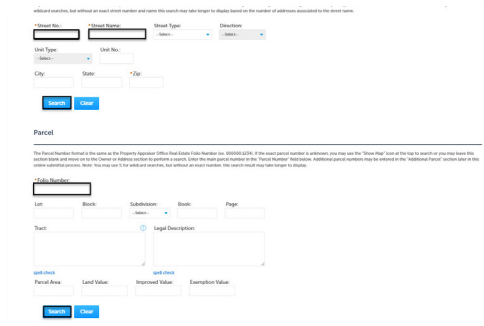 wildcard searches, but without an exact street number and name this search may take longer to display based on the number of addresses associated to the street name.
*Street No.: *Street Name: Street Type: Direction:
--Select-- --Select--
Unit Type: Unit No.:
--Select--
City: State: *Zip:
Search Clear
Parcel
The Parcel Number format is the same as the Property Appraiser Office Real Estate Folio Number (ex. 000000.1234). If the exact parcel number is unknown, you may use the "Show Map" icon at the top to search or you may leave this
section blank and move on to the Owner or Address section to perform a search. Enter the main parcel number in the "Parcel Number" field below. Additional parcel numbers may be entered in the "Additional Parcel" section later in this
online submittal process. Note: You may use % for wildcard searches, but without an exact number, the search result may take longer to display.
*Folio Number:
Lot: Block: Subdivision: Book: Page:
--Select--
Tract: Legal Description:
spell check spell check
Parcel Area: Land Value: Improved Value: Exemption Value:
Search Clear